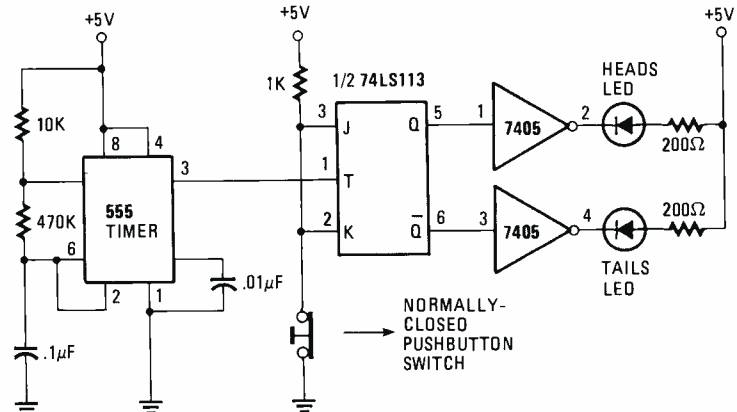 +5V
+5V
+5V
10K
8
4
3
470K
555
TIMER
6
2
1
.01μF
.1μF
1K
1/2 74LS113
3
J
Q
5
1
T
2
K
Q̅
6
1
7405
2
3
7405
4
HEADS
LED
200Ω
200Ω
TAILS
LED
NORMALLY-
CLOSED
PUSHBUTTON
SWITCH